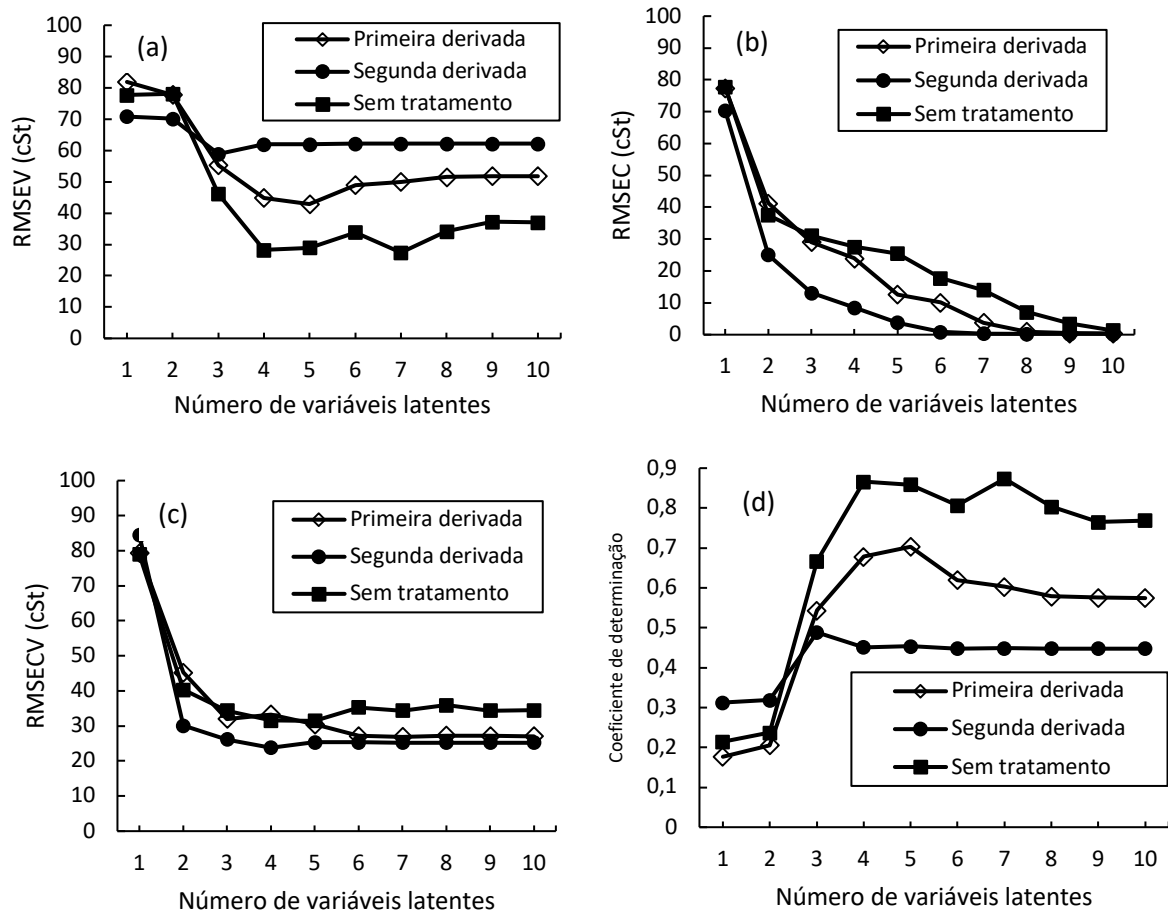 (a)
Primeira derivada
Segunda derivada
Sem tratamento
RMSEV (cSt)
100
90
80
70
60
50
40
30
20
10
0
1 2 3 4 5 6 7 8 9 10
Número de variáveis latentes
(b)
Primeira derivada
Segunda derivada
Sem tratamento
RMSEC (cSt)
100
90
80
70
60
50
40
30
20
10
0
1 2 3 4 5 6 7 8 9 10
Número de variáveis latentes
(c)
Primeira derivada
Segunda derivada
Sem tratamento
RMSECV (cSt)
100
90
80
70
60
50
40
30
20
10
0
1 2 3 4 5 6 7 8 9 10
Número de variáveis latentes
(d)
Primeira derivada
Segunda derivada
Sem tratamento
Coeficiente de determinação
0,9
0,8
0,7
0,6
0,5
0,4
0,3
0,2
0,1
0
1 2 3 4 5 6 7 8 9 10
Número de variáveis latentes